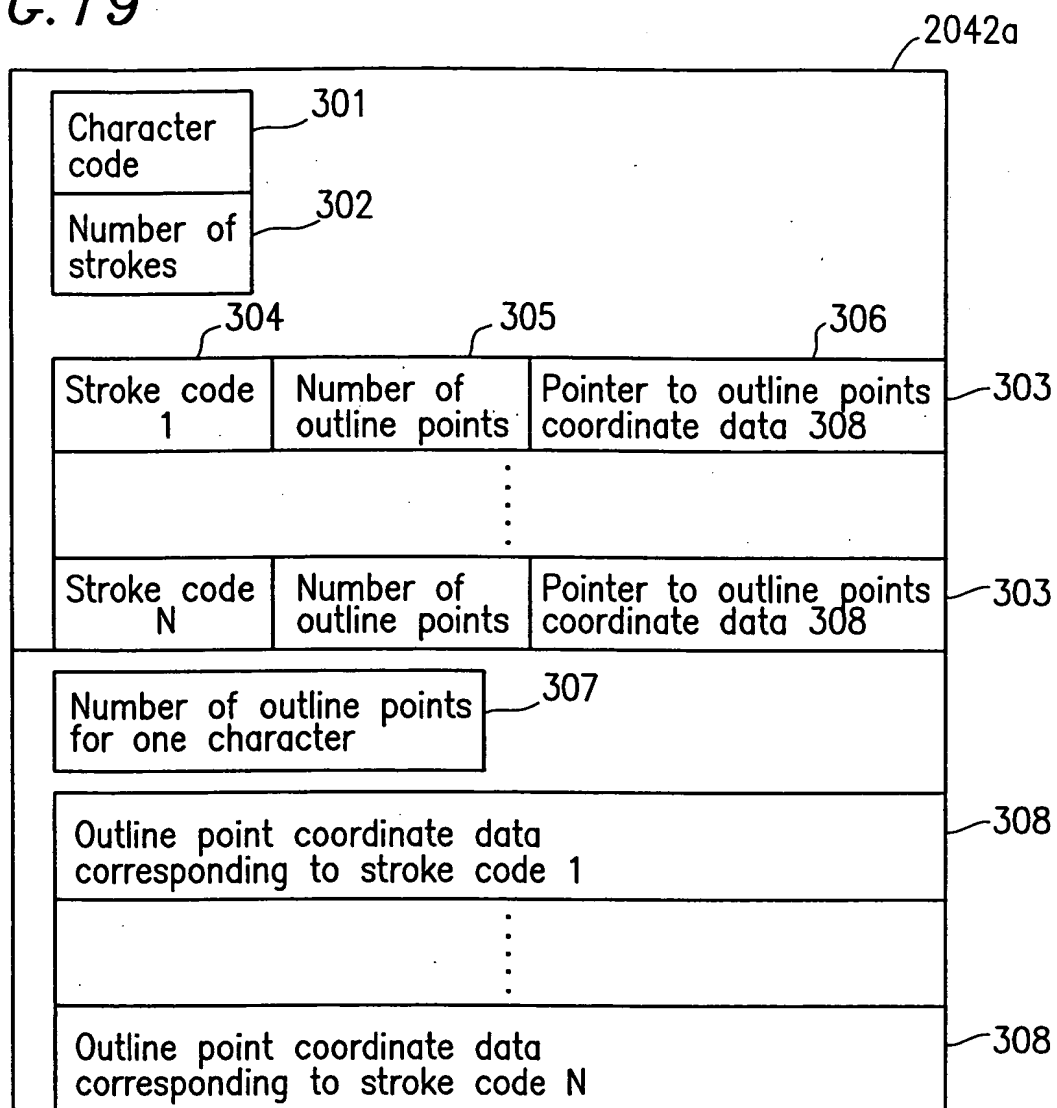 G. 19
2042a
Character
code
301
Number of
strokes
302
304
305
306
Stroke code
1
Number of
outline points
Pointer to outline points
coordinate data 308
303
Stroke code
N
Number of
outline points
Pointer to outline points
coordinate data 308
303
Number of outline points
for one character
307
Outline point coordinate data
corresponding to stroke code 1
308
Outline point coordinate data
corresponding to stroke code N
308